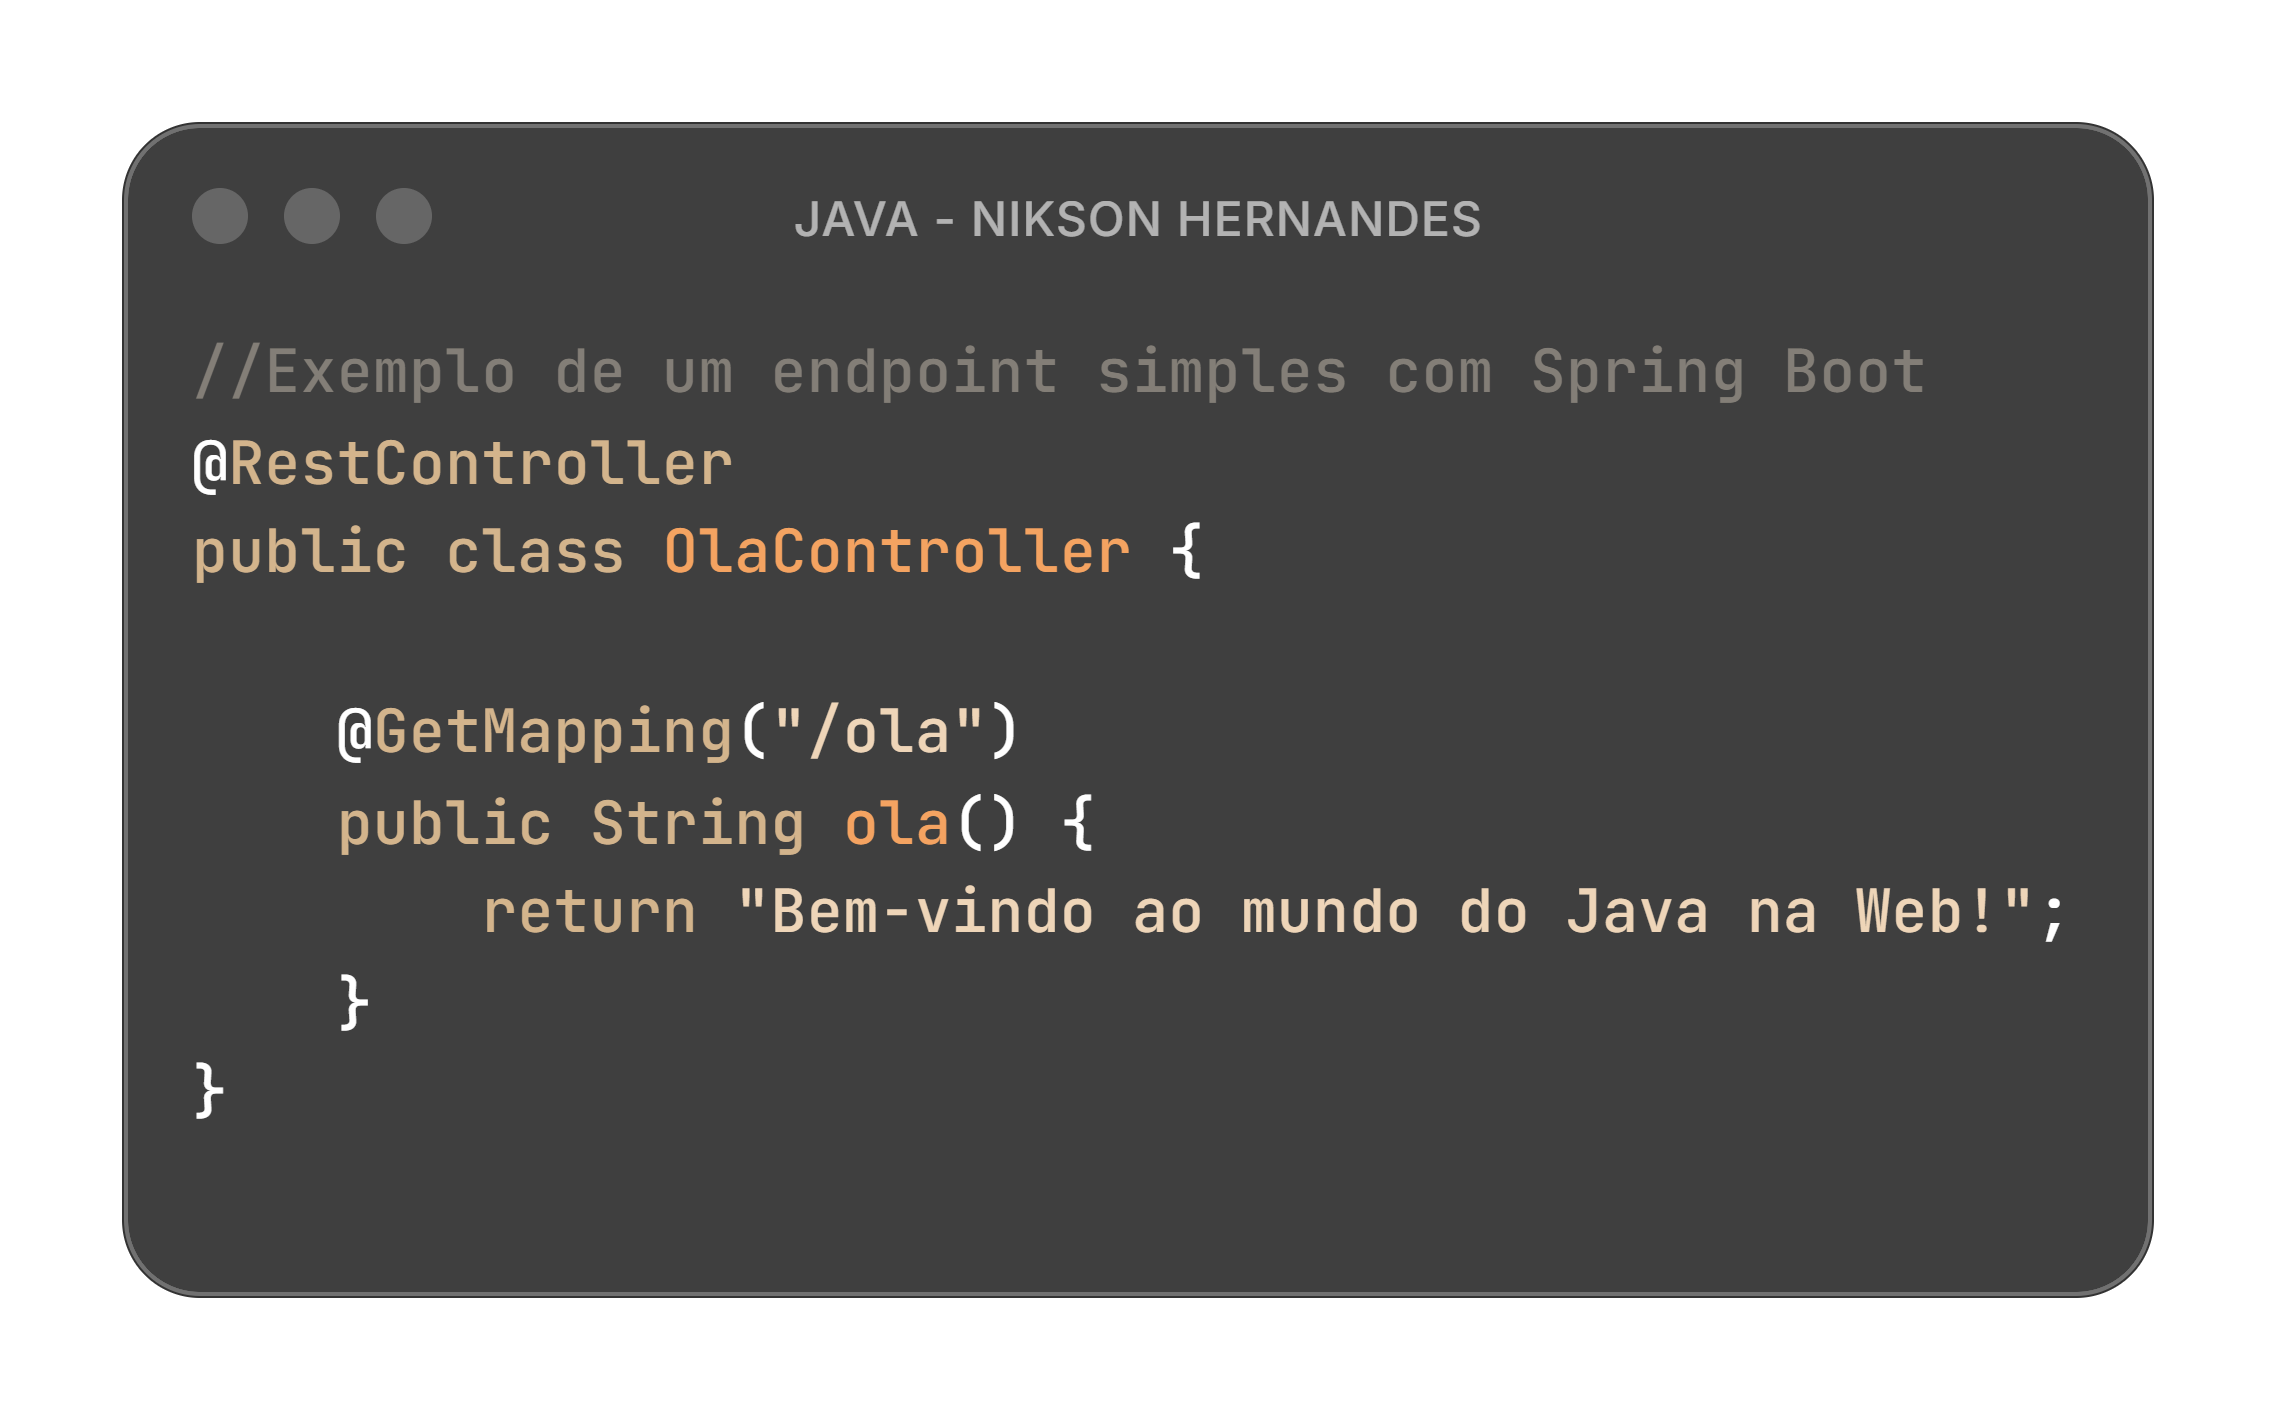 JAVA - NIKSON HERNANDES
//Exemplo de um endpoint simples com Spring Boot
@RestController
public class OlaController {
    @GetMapping("/ola")
    public String ola() {
        return "Bem-vindo ao mundo do Java na Web!";
    }
}